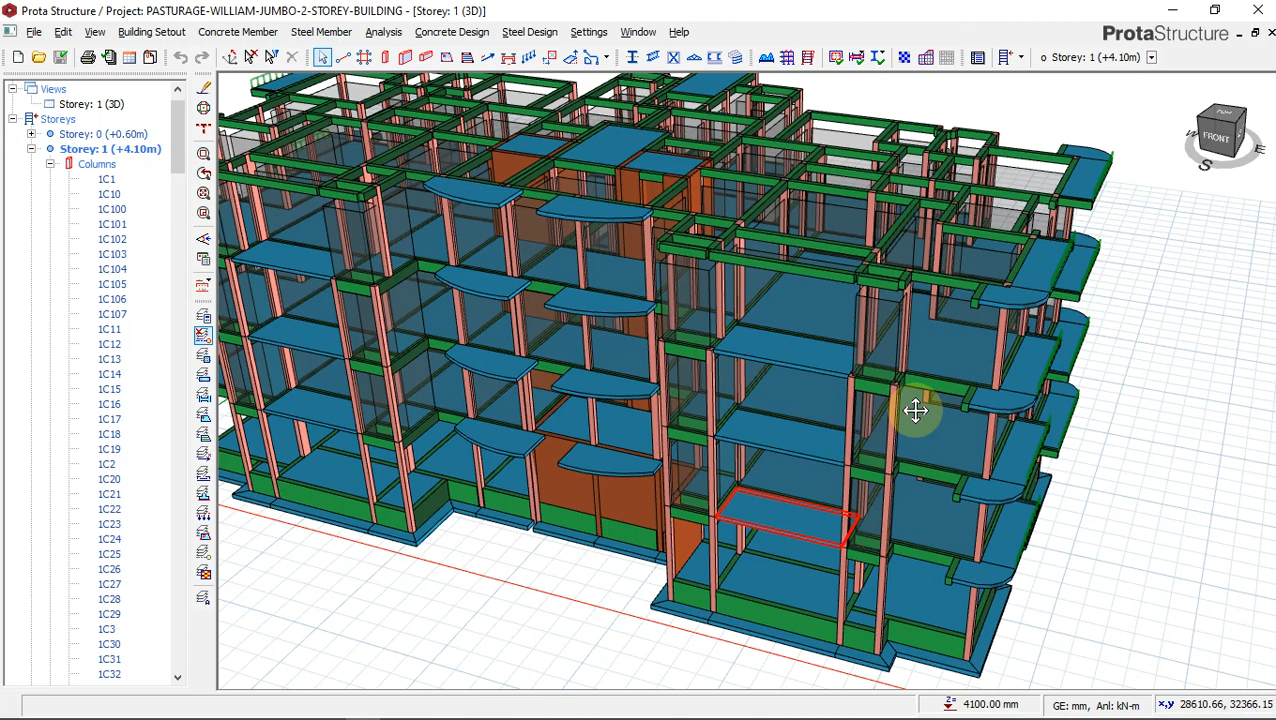 Prota Structure / Project: PASTURAGE-WILLIAM-JUMBO-2-STOREY-BUILDING - [Storey: 1 (3D)]
File Edit View Building Setout Concrete Member Steel Member Analysis Concrete Design Steel Design Settings Window Help
ProtaStructure
Storey: 1 (+4.10m)
Views
Storey: 1 (3D)
Storeys
Storey: 0 (+0.60m)
Storey: 1 (+4.10m)
Columns
1C1
1C10
1C100
1C101
1C102
1C103
1C104
1C105
1C106
1C107
1C11
1C12
1C13
1C14
1C15
1C16
1C17
1C18
1C19
1C2
1C20
1C21
1C22
1C23
1C24
1C25
1C26
1C27
1C28
1C29
1C3
1C30
1C31
1C32
W
TOP
FRONT
E
S
Z= 4100.00 mm
GE: mm, Anl: kN-m
x,y 28610.66, 32366.15